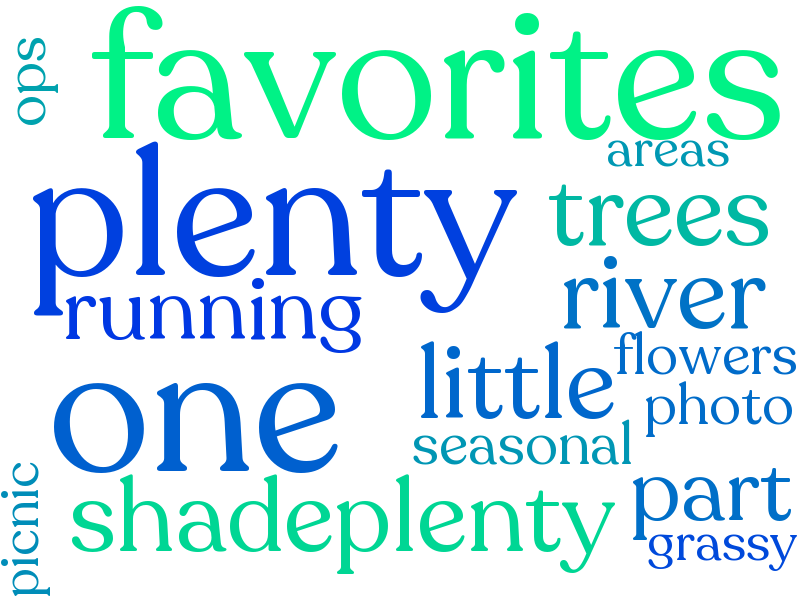 ops
favorites
areas
plenty
trees
running
river
flowers
little
photo
one
seasonal
picnic
shadeplenty
part
grassy